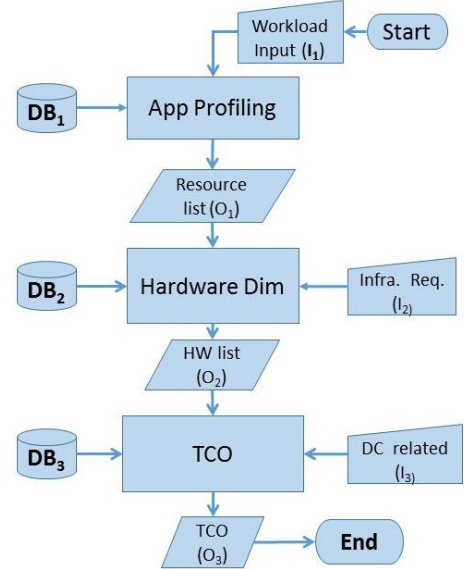 Workload
Input (I₁)
Start
DB₁
App Profiling
Resource
list (O₁)
DB₂
Hardware Dim
Infra. Req.
(I₂)
HW list
(O₂)
DB₃
TCO
DC related
(I₃)
TCO
(O₃)
End